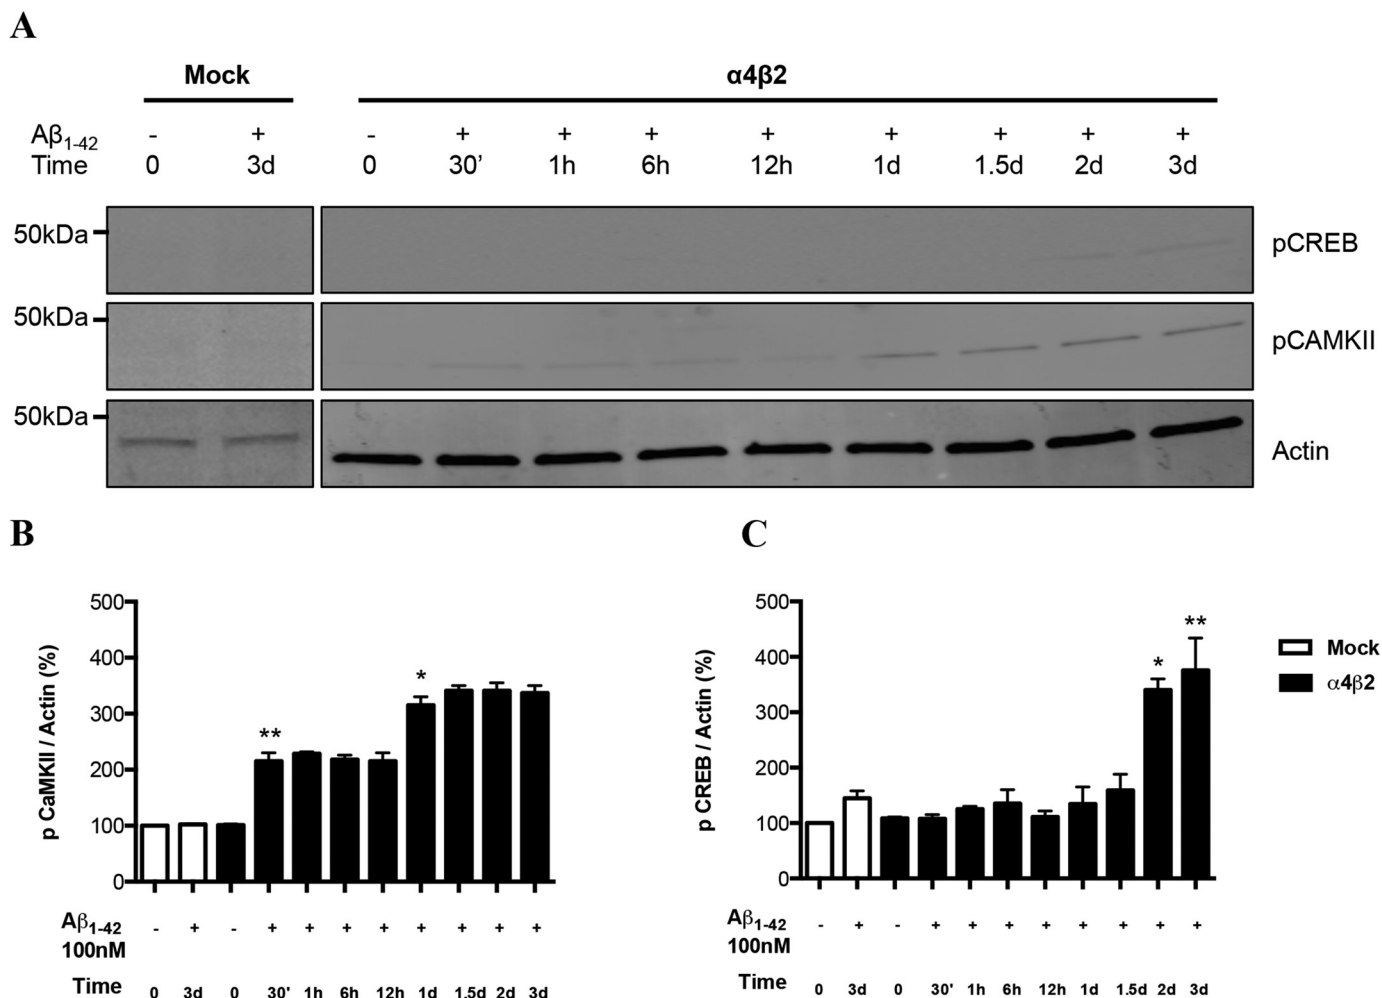 A
Mock α4β2
Aβ1-42 - + - + + + + + + + +
Time 0 3d 0 30’ 1h 6h 12h 1d 1.5d 2d 3d
50kDa pCREB
50kDa pCAMKII
50kDa Actin
B
500
400
300
200
100
0
p CaMKII / Actin (%)
** *
Aβ1-42 - + - + + + + + + + +
100nM
Time 0 3d 0 30' 1h 6h 12h 1d 1.5d 2d 3d
C
500
400
300
200
100
0
p CREB / Actin (%)
* **
Aβ1-42 - + - + + + + + + + +
100nM
Time 0 3d 0 30' 1h 6h 12h 1d 1.5d 2d 3d
Mock
α4β2